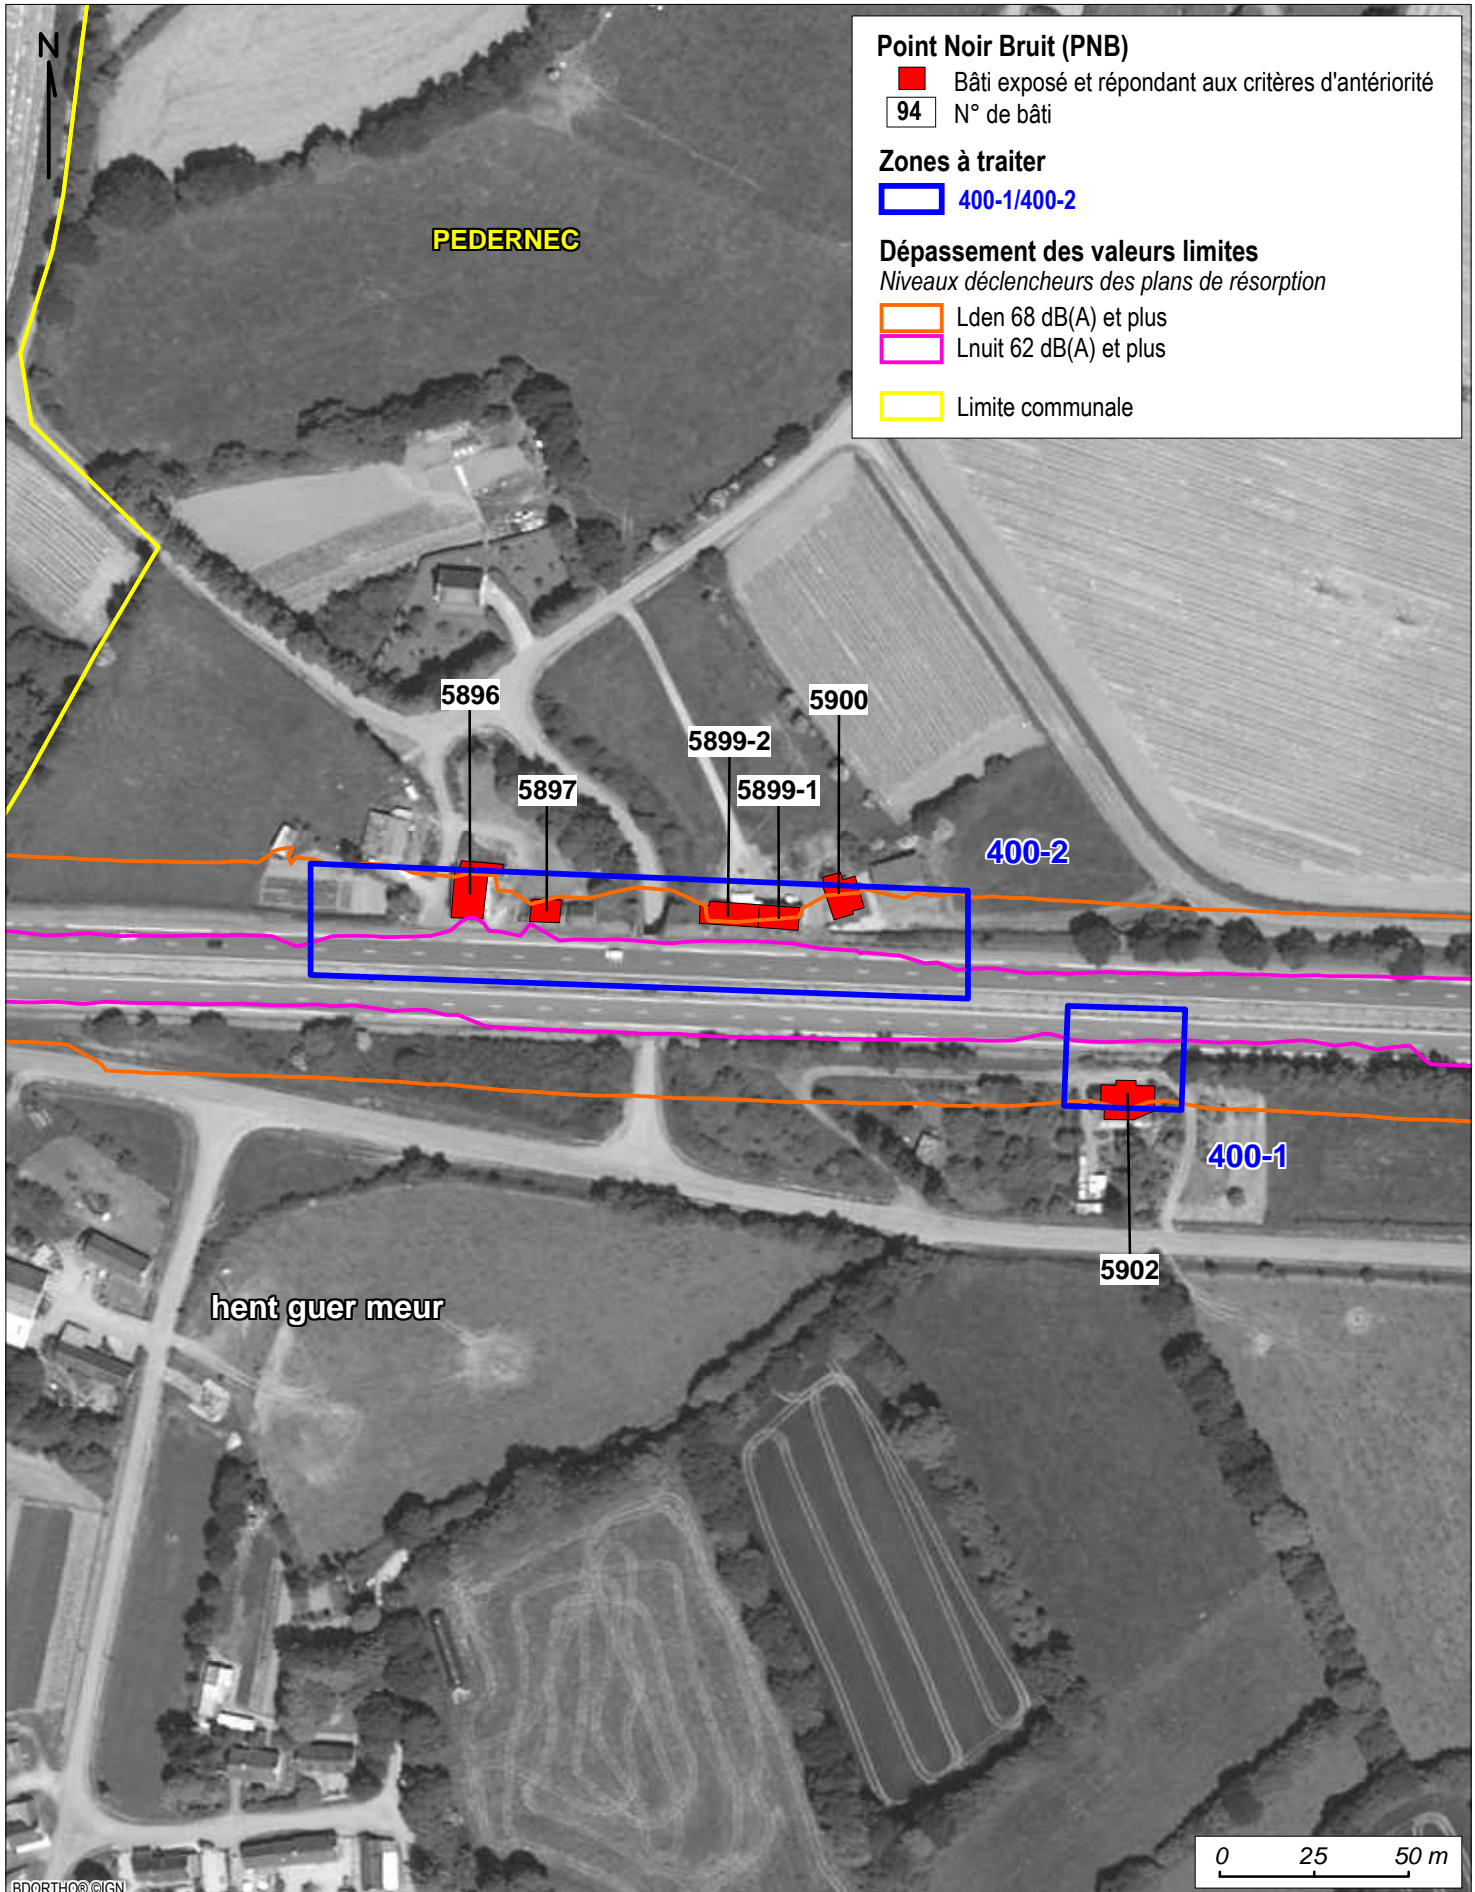 N
Point Noir Bruit (PNB)
Bâti exposé et répondant aux critères d'antériorité
94 N° de bâti
Zones à traiter
400-1/400-2
Dépassement des valeurs limites
Niveaux déclencheurs des plans de résorption
Lden 68 dB(A) et plus
Lnuit 62 dB(A) et plus
Limite communale
PEDERNEC
5896
5900
5899-2
5897
5899-1
400-2
400-1
5902
hent guer meur
0 25 50 m
BDORTHO® ©IGN